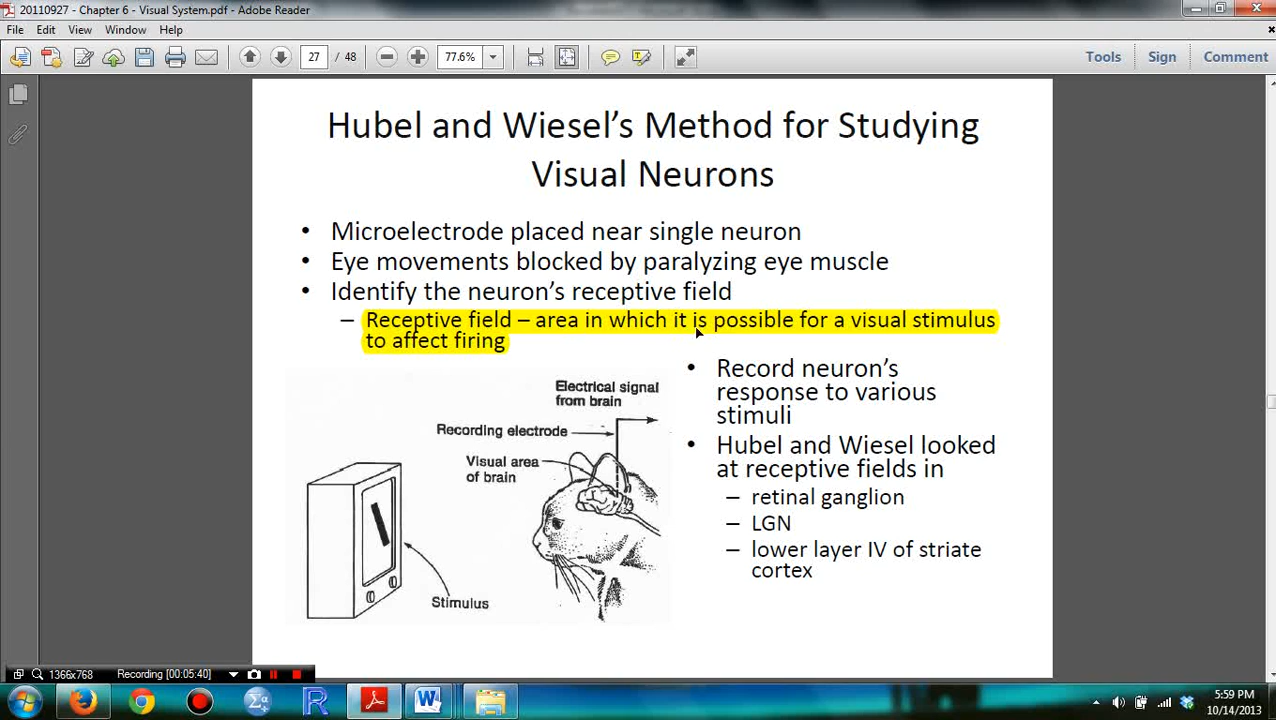 20110927 - Chapter 6 - Visual System.pdf - Adobe Reader
File Edit View Window Help
27 / 48 77.6% Tools Sign Comment
Hubel and Wiesel’s Method for Studying
Visual Neurons
• Microelectrode placed near single neuron
• Eye movements blocked by paralyzing eye muscle
• Identify the neuron’s receptive field
– Receptive field – area in which it is possible for a visual stimulus
to affect firing
Electrical signal
from brain
Recording electrode
Visual area
of brain
Stimulus
• Record neuron’s
response to various
stimuli
• Hubel and Wiesel looked
at receptive fields in
– retinal ganglion
– LGN
– lower layer IV of striate
cortex
1366x768 Recording [00:05:40]
5:59 PM
10/14/2013